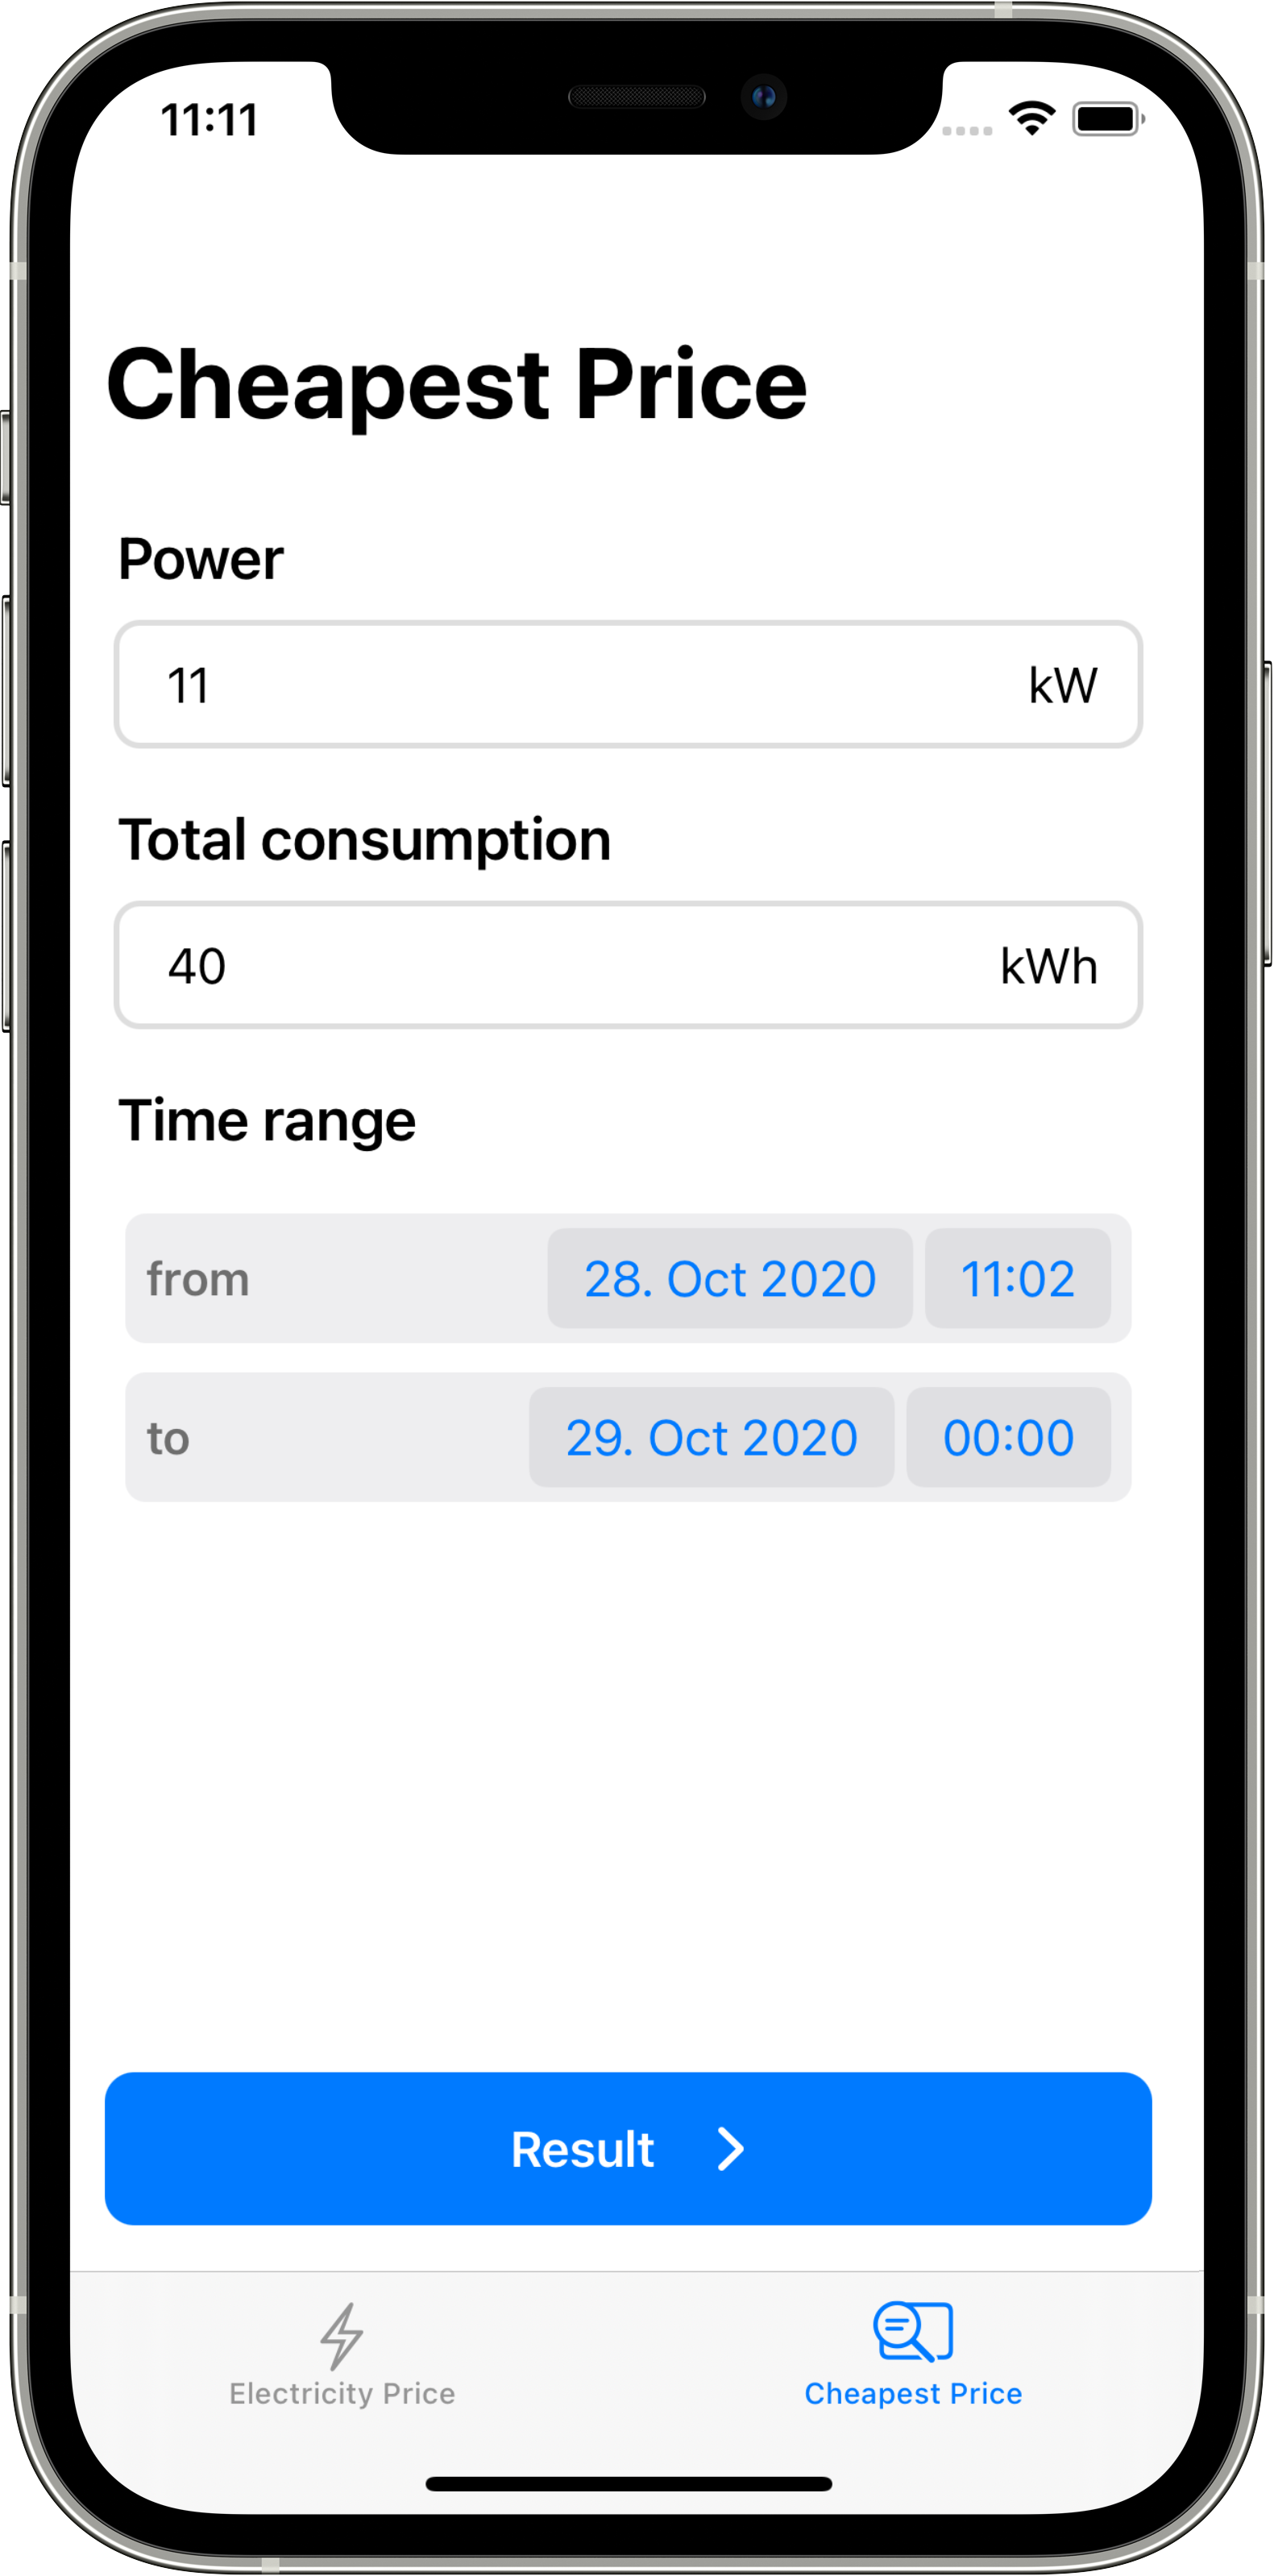 11:11
Cheapest Price
Power
11 kW
Total consumption
40 kWh
Time range
from 28. Oct 2020 11:02
to 29. Oct 2020 00:00
Result
Electricity Price Cheapest Price